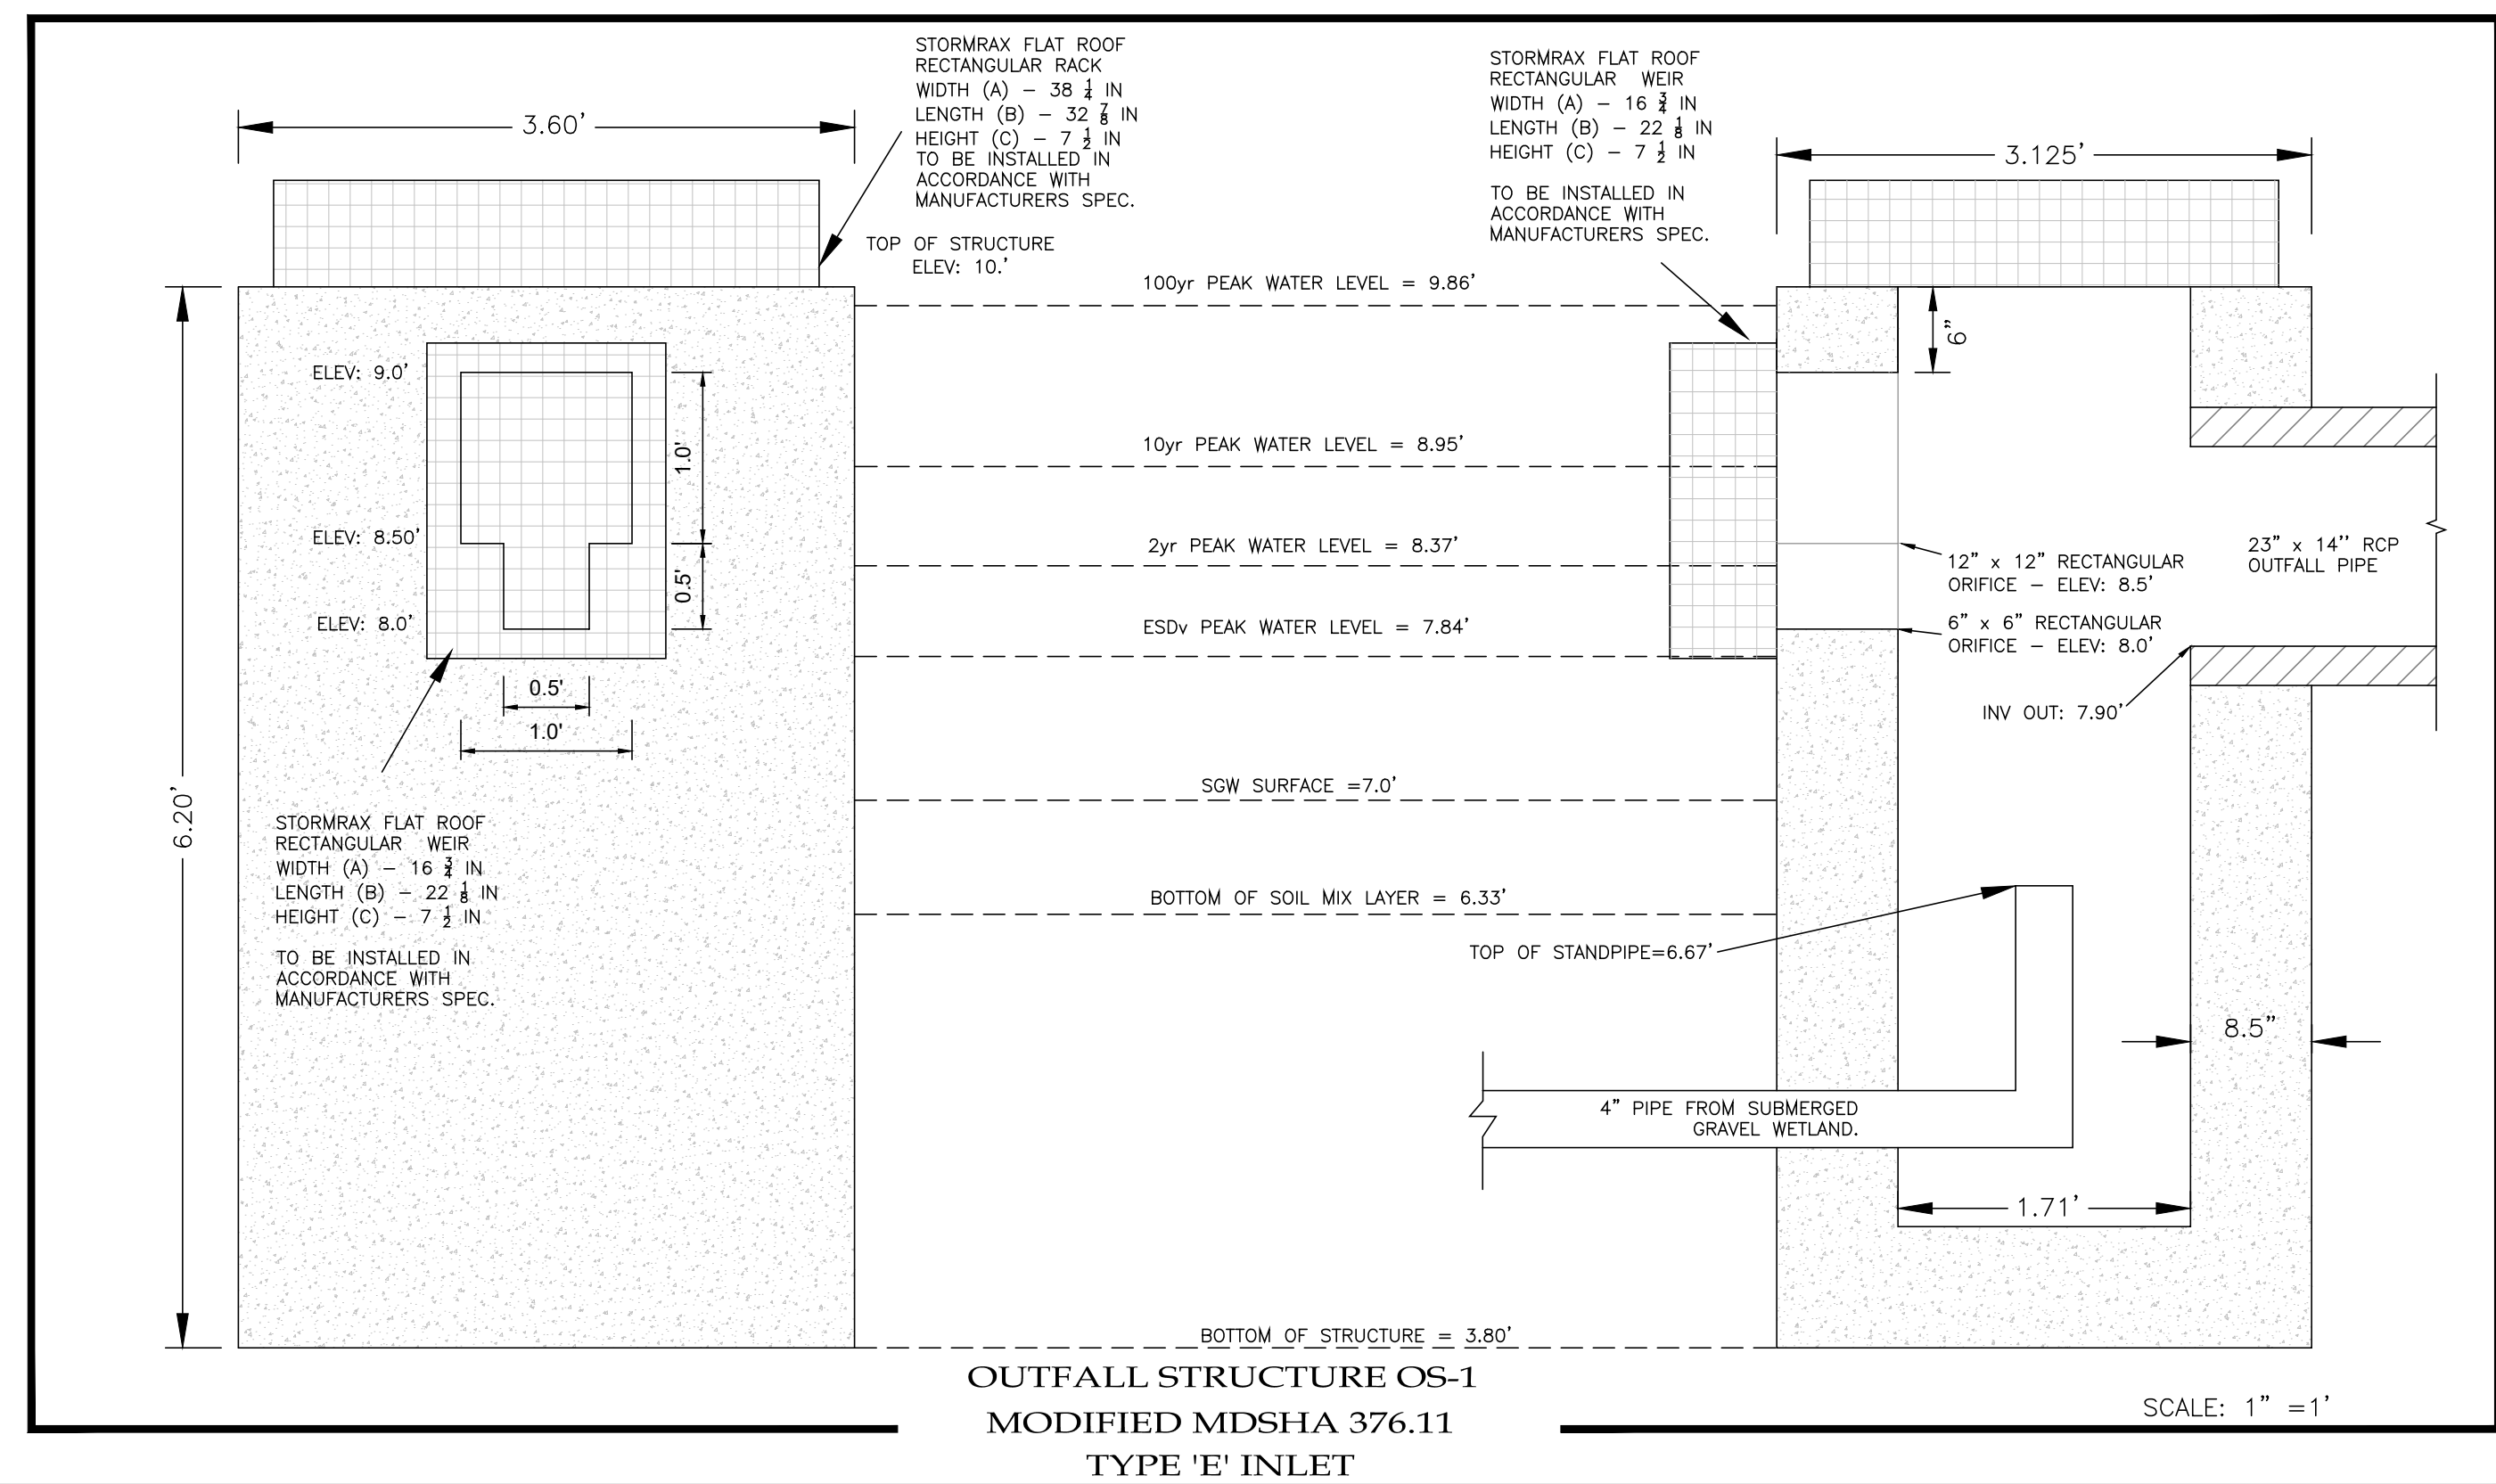 STORMRAX FLAT ROOF
RECTANGULAR RACK
WIDTH (A) – 38 1/4 IN
LENGTH (B) – 32 7/8 IN
HEIGHT (C) – 7 1/2 IN
TO BE INSTALLED IN
ACCORDANCE WITH
MANUFACTURERS SPEC.
STORMRAX FLAT ROOF
RECTANGULAR WEIR
WIDTH (A) – 16 3/4 IN
LENGTH (B) – 22 1/8 IN
HEIGHT (C) – 7 1/2 IN
TO BE INSTALLED IN
ACCORDANCE WITH
MANUFACTURERS SPEC.
3.60'
3.125'
TOP OF STRUCTURE
ELEV: 10.'
100yr PEAK WATER LEVEL = 9.86'
6"
ELEV: 9.0'
1.0'
10yr PEAK WATER LEVEL = 8.95'
ELEV: 8.50'
2yr PEAK WATER LEVEL = 8.37'
12" x 12" RECTANGULAR
ORIFICE – ELEV: 8.5'
23" x 14'' RCP
OUTFALL PIPE
0.5'
ELEV: 8.0'
ESDv PEAK WATER LEVEL = 7.84'
6" x 6" RECTANGULAR
ORIFICE – ELEV: 8.0'
0.5'
1.0'
INV OUT: 7.90'
SGW SURFACE =7.0'
6.20'
STORMRAX FLAT ROOF
RECTANGULAR WEIR
WIDTH (A) – 16 3/4 IN
LENGTH (B) – 22 1/8 IN
HEIGHT (C) – 7 1/2 IN
TO BE INSTALLED IN
ACCORDANCE WITH
MANUFACTURERS SPEC.
BOTTOM OF SOIL MIX LAYER = 6.33'
TOP OF STANDPIPE=6.67'
8.5"
4" PIPE FROM SUBMERGED
GRAVEL WETLAND.
1.71'
BOTTOM OF STRUCTURE = 3.80'
OUTFALL STRUCTURE OS-1
MODIFIED MDSHA 376.11
TYPE 'E' INLET
SCALE: 1" =1'